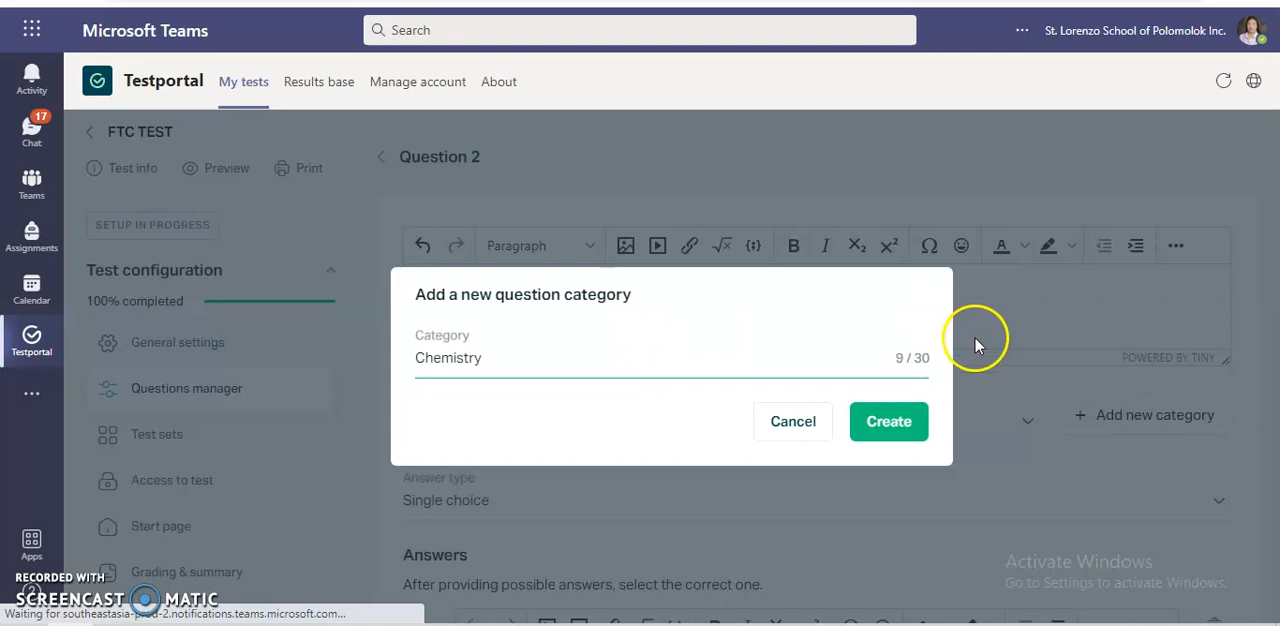 Microsoft Teams
Search
St. Lorenzo School of Polomolok Inc.
Activity
17
Chat
Teams
Assignments
Calendar
Testportal
Apps
Testportal
My tests
Results base
Manage account
About
FTC TEST
Test info
Preview
Print
SETUP IN PROGRESS
Test configuration
100% completed
General settings
Questions manager
Test sets
Access to test
Start page
Grading & summary
Question 2
Paragraph
POWERED BY TINY
Add a new question category
Category
Chemistry
9 / 30
Cancel
Create
+ Add new category
Answer type
Single choice
Answers
After providing possible answers, select the correct one.
Activate Windows
Go to Settings to activate Windows.
RECORDED WITH
SCREENCAST MATIC
Waiting for southeastasia-prod-2.notifications.teams.microsoft.com...